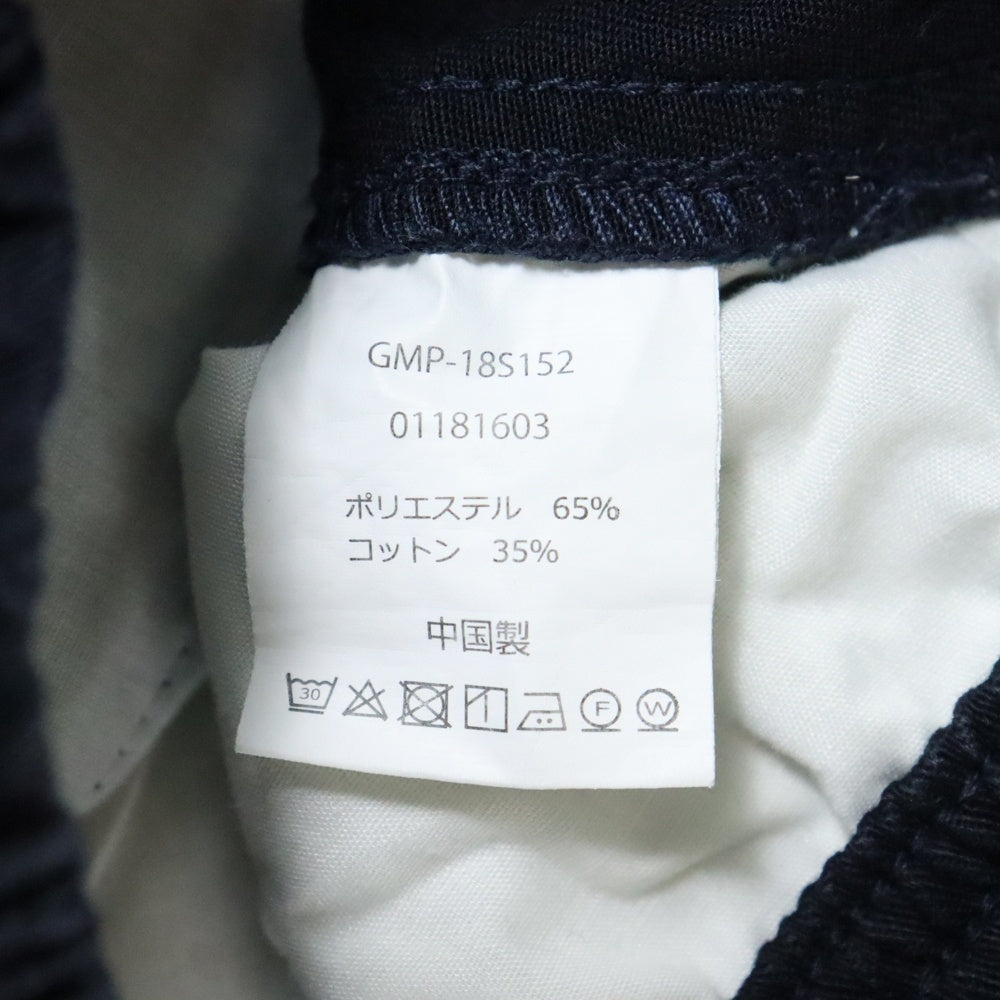 GMP-18S152
01181603
ポリエステル 65%
コットン 35%
中国製
30 F W